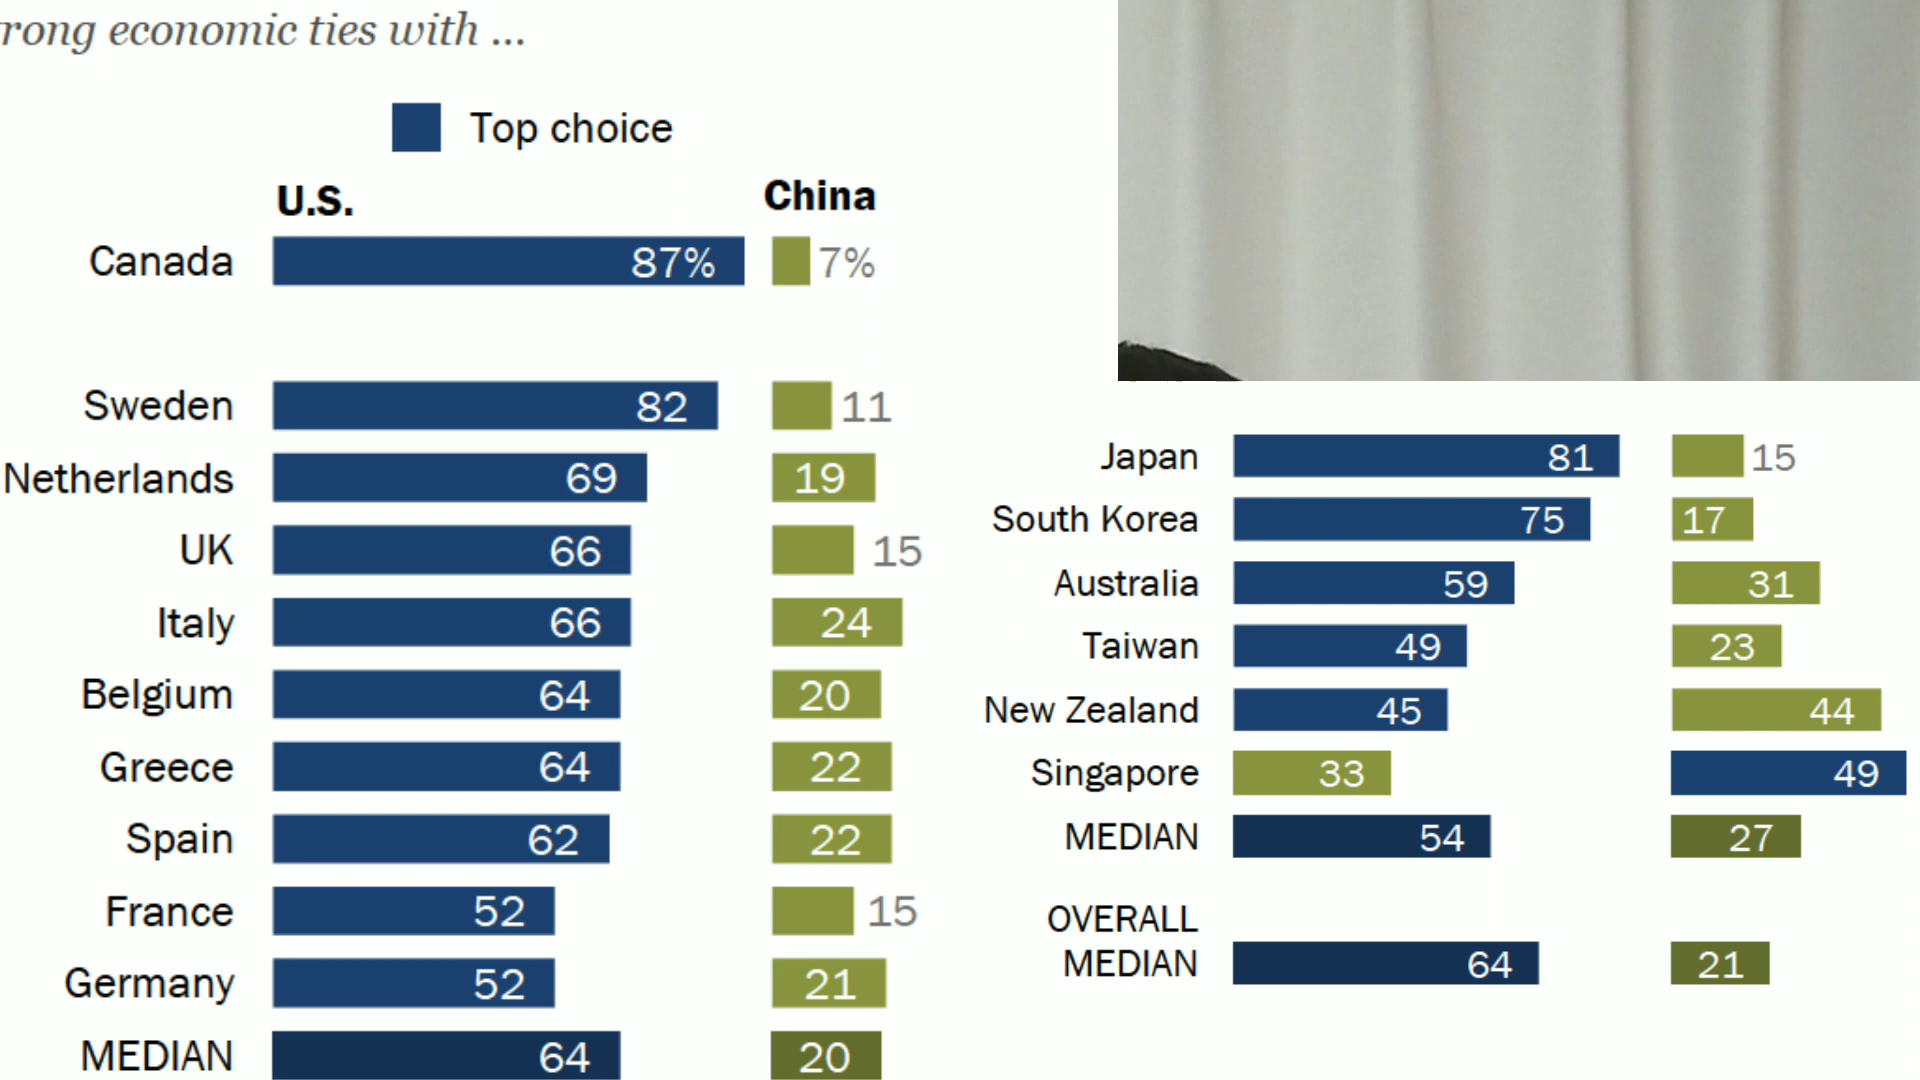 economic ties with ...
Top choice
U.S. China
Canada 87% 7%
Sweden 82 11
Netherlands 69 19
UK 66 15
Italy 66 24
Belgium 64 20
Greece 64 22
Spain 62 22
France 52 15
Germany 52 21
MEDIAN 64 20
Japan 81 15
South Korea 75 17
Australia 59 31
Taiwan 49 23
New Zealand 45 44
Singapore 33 49
MEDIAN 54 27
OVERALL
MEDIAN 64 21